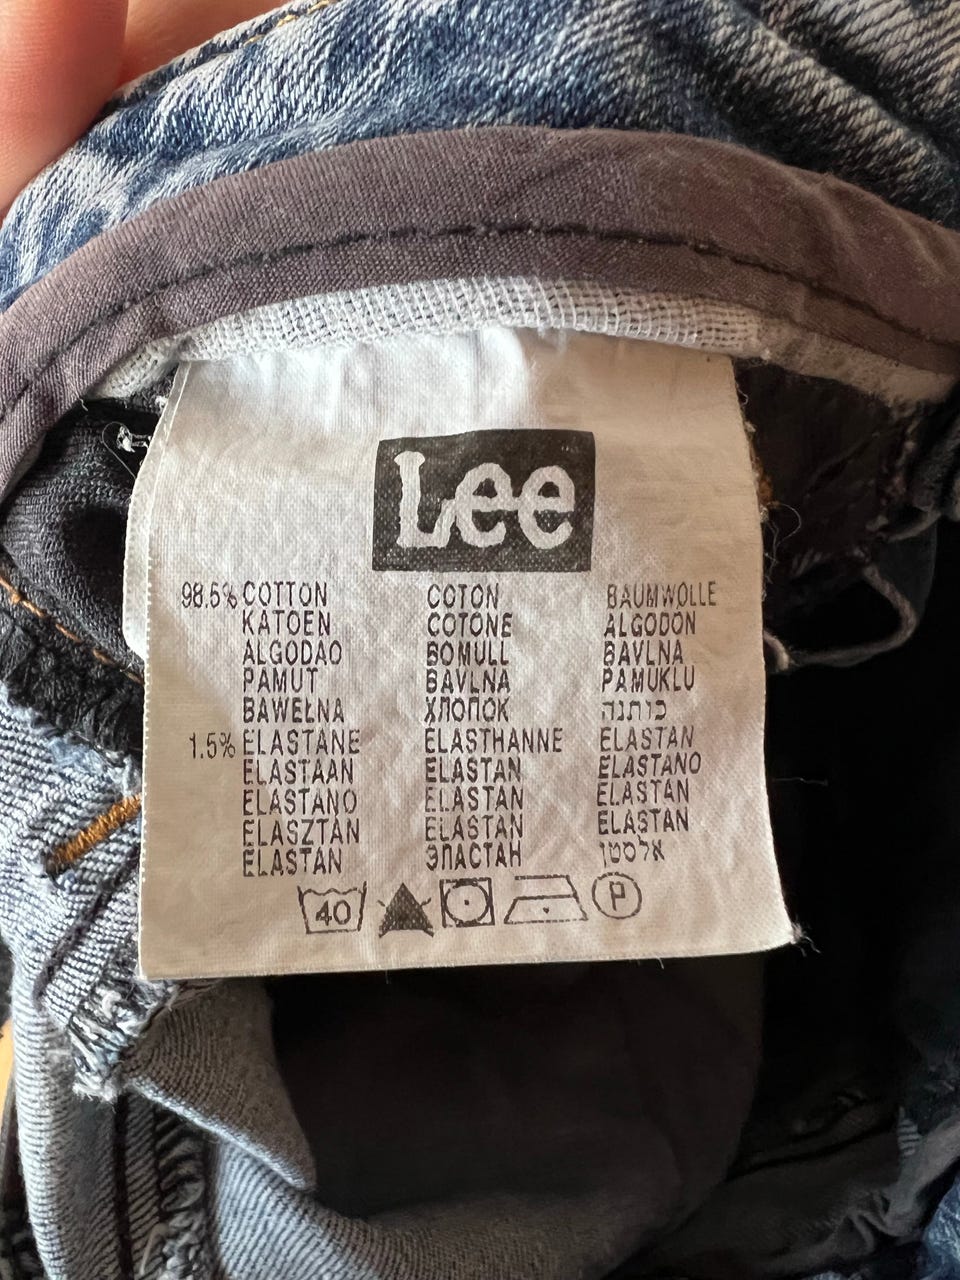 Lee
98.5% COTTON COTON BAUMWOLLE
KATOEN COTONE ALGODON
ALGODAO BOMULL BAVLNA
PAMUT BAVLNA PAMUKLU
BAWEŁNA ХЛОПОК כותנה
1.5% ELASTANE ELASTHANNE ELASTAN
ELASTAAN ELASTAN ELASTANO
ELASTANO ELASTAN ELASTAN
ELASZTÁN ELASTAN ELASTAN
ELASTAN ЭЛАСТАН אלסטן
40 P